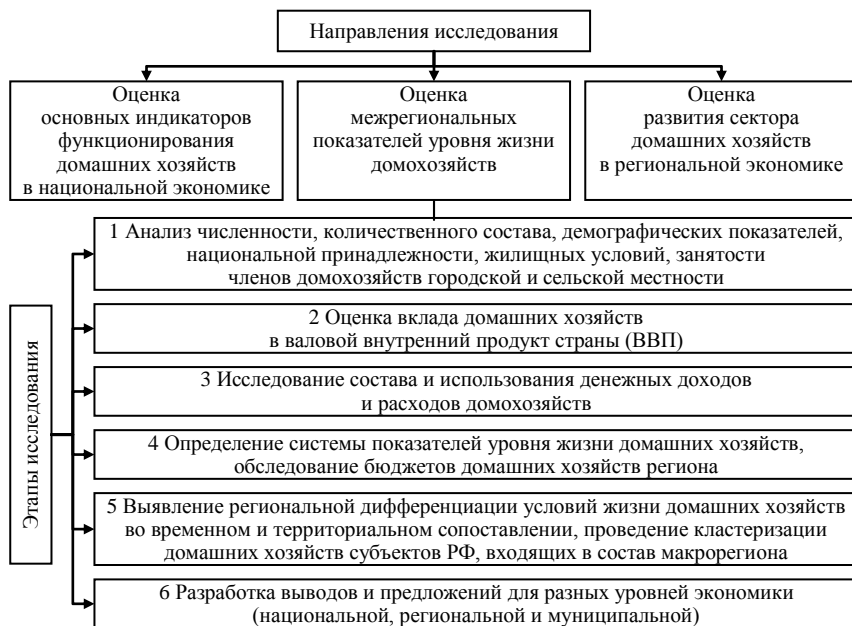 Направления исследования
Оценка
основных индикаторов
функционирования
домашних хозяйств
в национальной экономике
Оценка
межрегиональных
показателей уровня жизни
домохозяйств
Оценка
развития сектора
домашних хозяйств
в региональной экономике
Этапы исследования
1 Анализ численности, количественного состава, демографических показателей,
национальной принадлежности, жилищных условий, занятости
членов домохозяйств городской и сельской местности
2 Оценка вклада домашних хозяйств
в валовой внутренний продукт страны (ВВП)
3 Исследование состава и использования денежных доходов
и расходов домохозяйств
4 Определение системы показателей уровня жизни домашних хозяйств,
обследование бюджетов домашних хозяйств региона
5 Выявление региональной дифференциации условий жизни домашних хозяйств
во временном и территориальном сопоставлении, проведение кластеризации
домашних хозяйств субъектов РФ, входящих в состав макрорегиона
6 Разработка выводов и предложений для разных уровней экономики
(национальной, региональной и муниципальной)